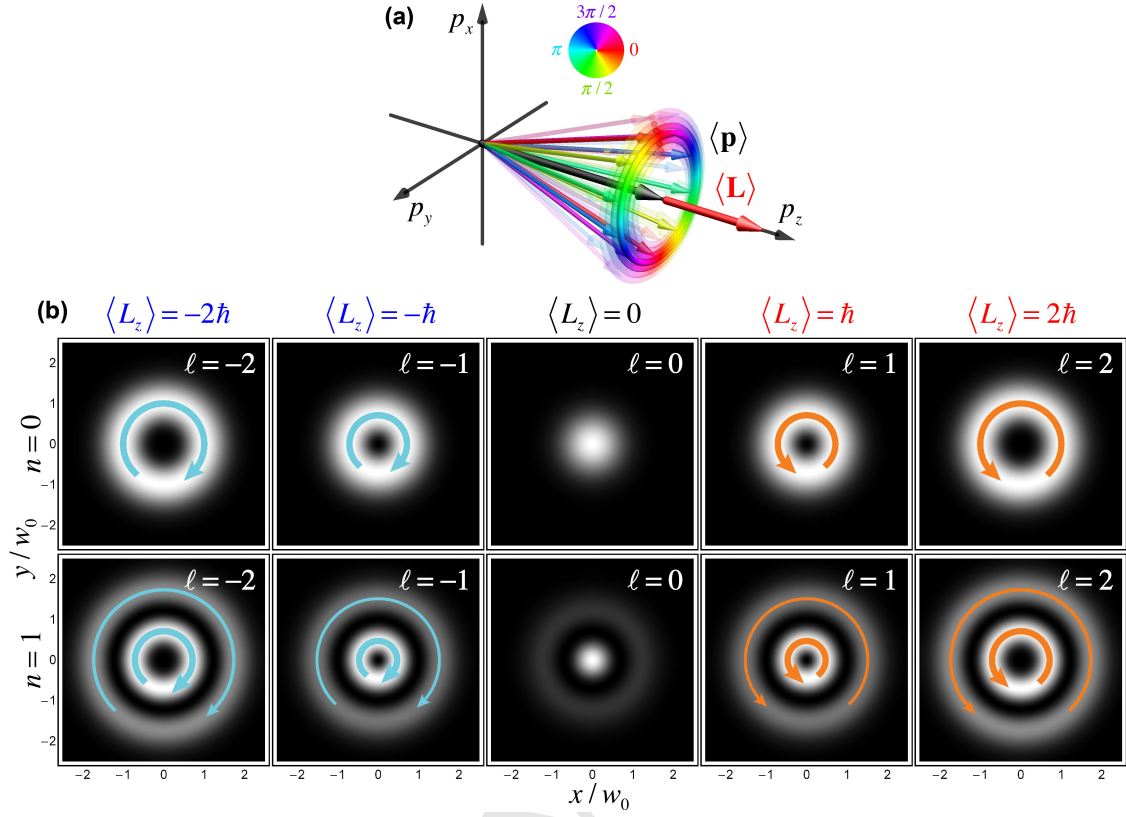 (a)
3π/2
π
0
π/2
p_x
p_y
p_z
⟨p⟩
⟨L⟩
(b)
⟨L_z⟩=−2ħ ⟨L_z⟩=−ħ ⟨L_z⟩=0 ⟨L_z⟩=ħ ⟨L_z⟩=2ħ
n=0
ℓ=−2 ℓ=−1 ℓ=0 ℓ=1 ℓ=2
2
1
0
−1
−2
y/w_0
n=1
ℓ=−2 ℓ=−1 ℓ=0 ℓ=1 ℓ=2
2
1
0
−1
−2
−2 −1 0 1 2 −2 −1 0 1 2 −2 −1 0 1 2 −2 −1 0 1 2 −2 −1 0 1 2
x/w_0